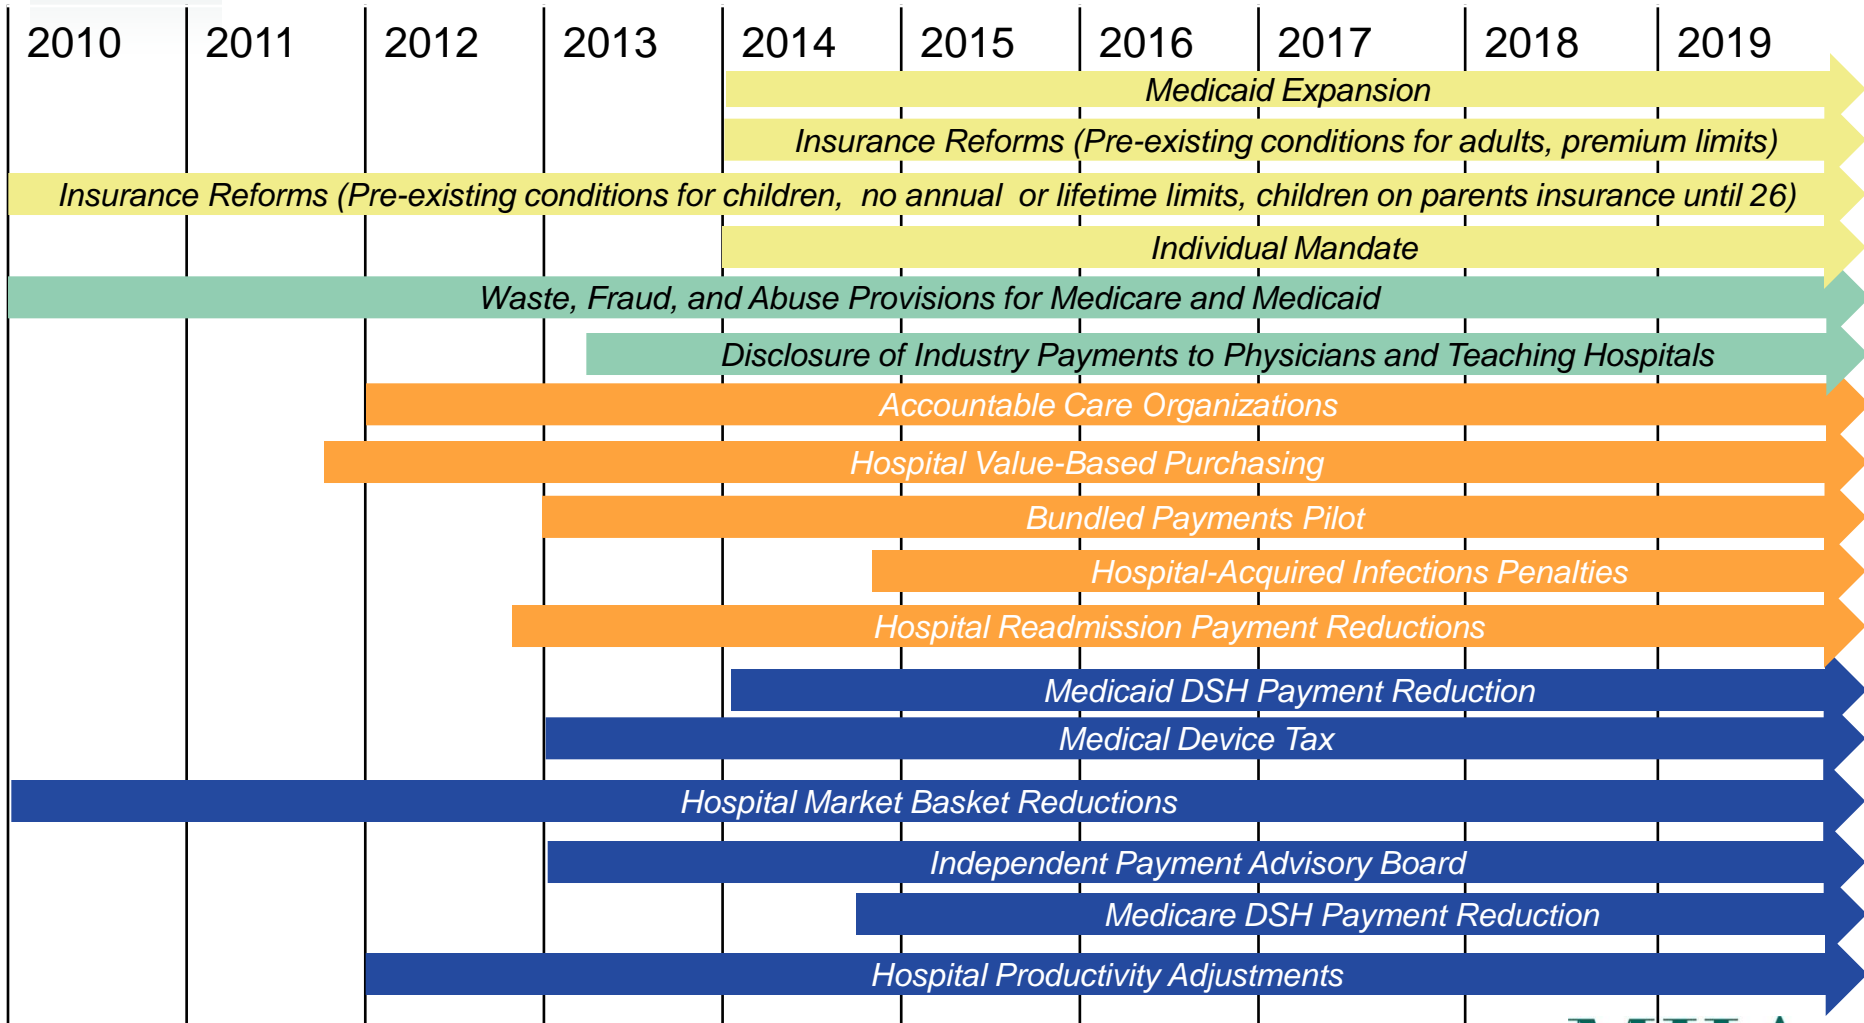 2010 2011 2012 2013 2014 2015 2016 2017 2018 2019
Medicaid Expansion
Insurance Reforms (Pre-existing conditions for adults, premium limits)
Insurance Reforms (Pre-existing conditions for children, no annual or lifetime limits, children on parents insurance until 26)
Individual Mandate
Waste, Fraud, and Abuse Provisions for Medicare and Medicaid
Disclosure of Industry Payments to Physicians and Teaching Hospitals
Accountable Care Organizations
Hospital Value-Based Purchasing
Bundled Payments Pilot
Hospital-Acquired Infections Penalties
Hospital Readmission Payment Reductions
Medicaid DSH Payment Reduction
Medical Device Tax
Hospital Market Basket Reductions
Independent Payment Advisory Board
Medicare DSH Payment Reduction
Hospital Productivity Adjustments